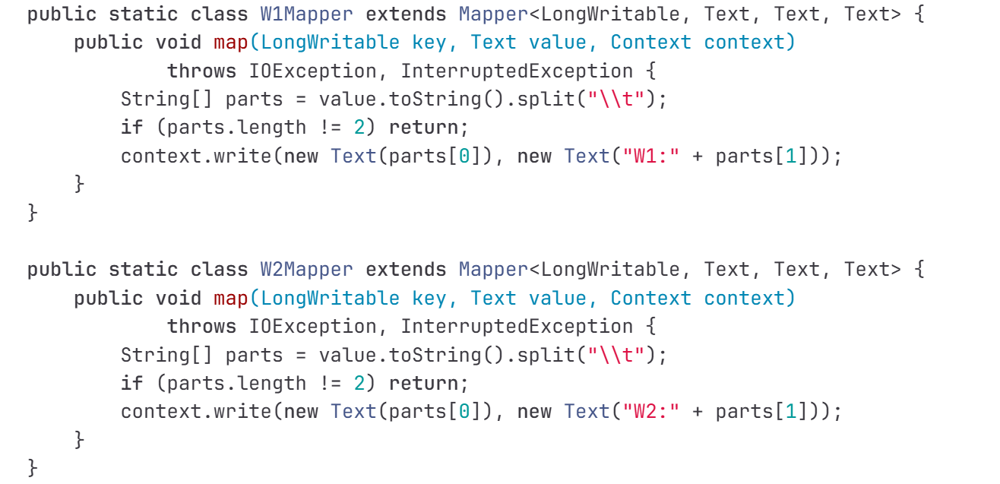 public static class W1Mapper extends Mapper<LongWritable, Text, Text, Text> {
    public void map(LongWritable key, Text value, Context context)
            throws IOException, InterruptedException {
        String[] parts = value.toString().split("\\t");
        if (parts.length != 2) return;
        context.write(new Text(parts[0]), new Text("W1:" + parts[1]));
    }
}

public static class W2Mapper extends Mapper<LongWritable, Text, Text, Text> {
    public void map(LongWritable key, Text value, Context context)
            throws IOException, InterruptedException {
        String[] parts = value.toString().split("\\t");
        if (parts.length != 2) return;
        context.write(new Text(parts[0]), new Text("W2:" + parts[1]));
    }
}